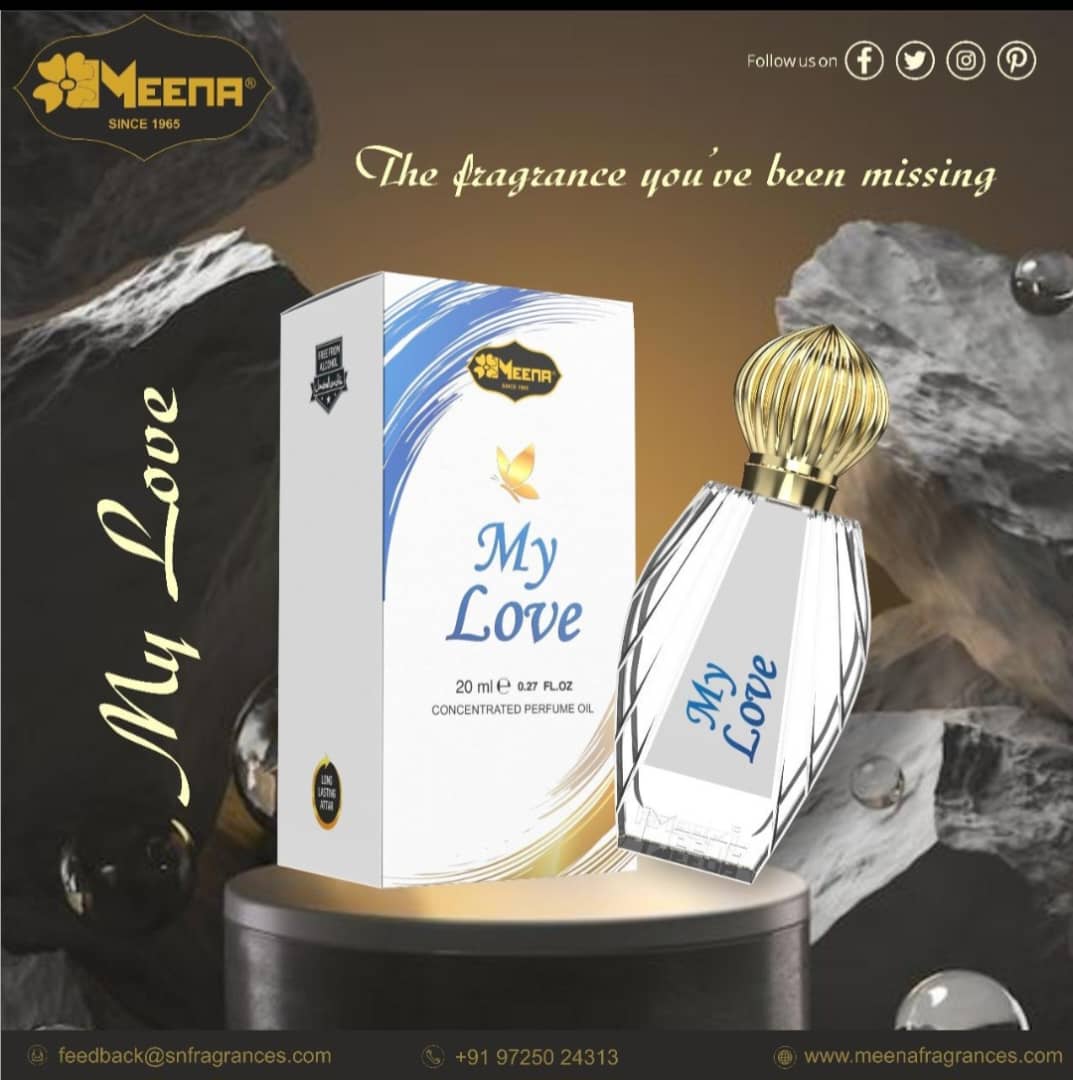 MEENA®
SINCE 1965
Follow us on
The fragrance you've been missing
My Love
FREE FROM
ALCOHOL
MEENA
SINCE 1965
My
Love
20 ml ℮ 0.27 FL.OZ
CONCENTRATED PERFUME OIL
LONG
LASTING
ATTAR
My
Love
feedback@snfragrances.com
+91 97250 24313
www.meenafragrances.com